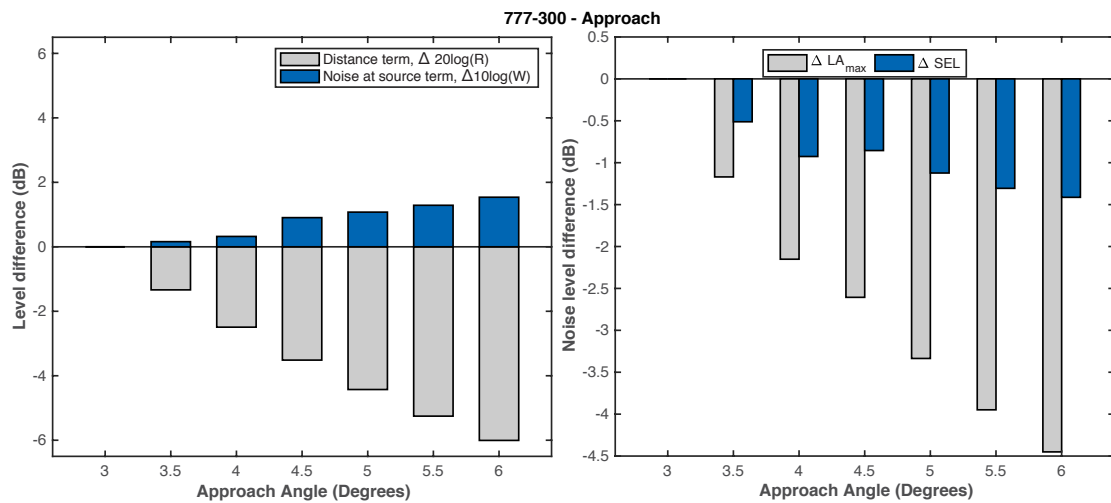 777-300 - Approach
6
4
2
0
-2
-4
-6
Level difference (dB)
Distance term, Δ 20log(R)
Noise at source term, Δ10log(W)
3 3.5 4 4.5 5 5.5 6
Approach Angle (Degrees)
0.5
0
-0.5
-1
-1.5
-2
-2.5
-3
-3.5
-4
-4.5
Noise level difference (dB)
Δ LAmax Δ SEL
3 3.5 4 4.5 5 5.5 6
Approach Angle (Degrees)